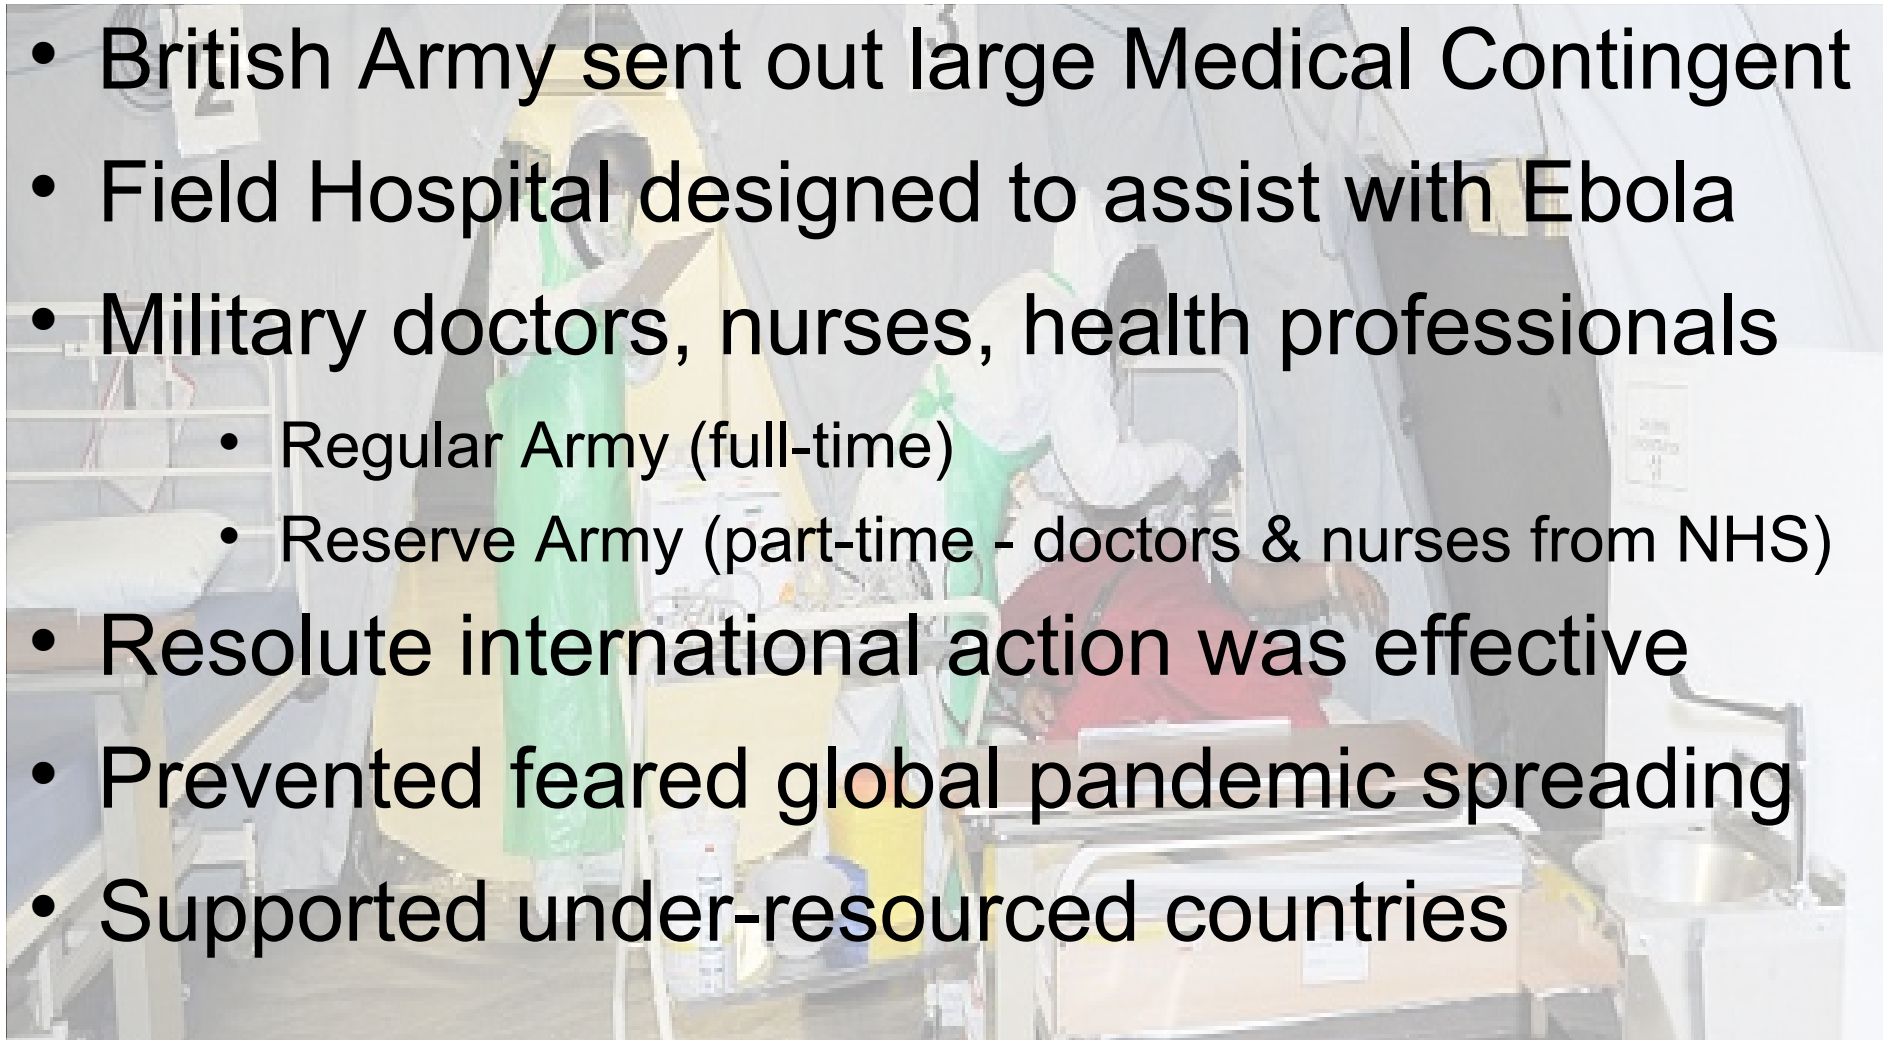 • British Army sent out large Medical Contingent
• Field Hospital designed to assist with Ebola
• Military doctors, nurses, health professionals
• Regular Army (full-time)
• Reserve Army (part-time - doctors & nurses from NHS)
• Resolute international action was effective
• Prevented feared global pandemic spreading
• Supported under-resourced countries
2
3